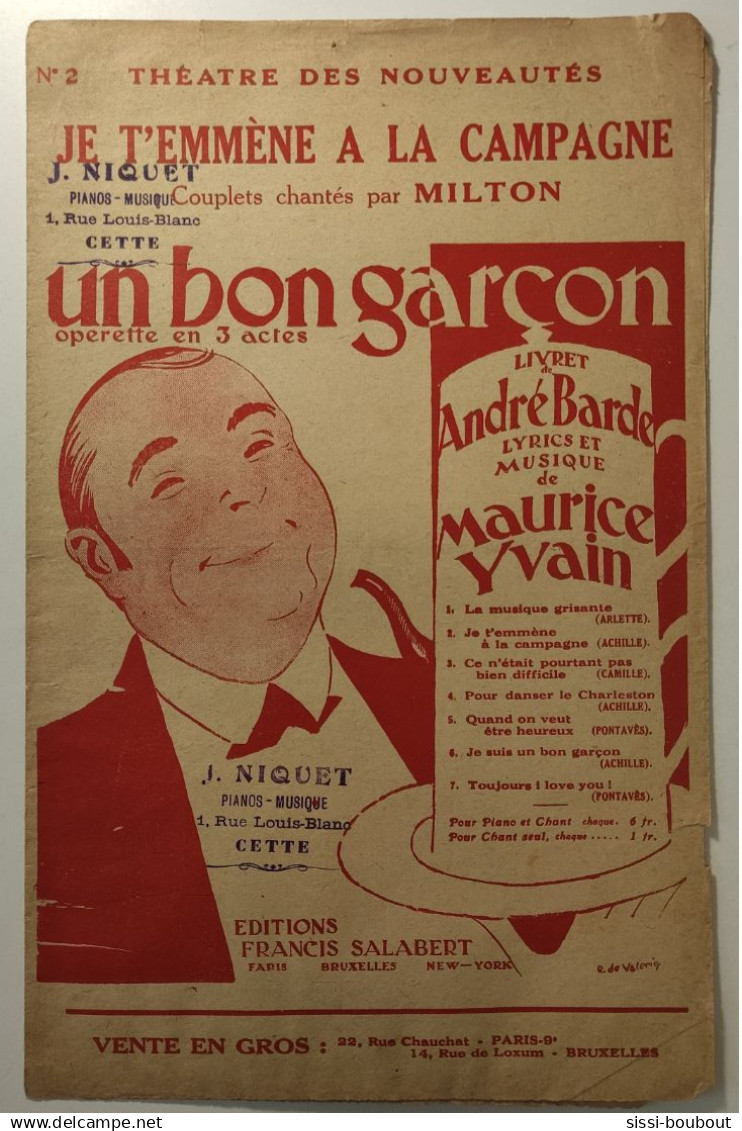 N° 2 THÉATRE DES NOUVEAUTÉS
JE T'EMMÈNE A LA CAMPAGNE
J. NIQUET
PIANOS - MUSIQUE
1, Rue Louis-Blanc
CETTE
Couplets chantés par MILTON
un bon garçon
operette en 3 actes
LIVRET
de
André Barde
LYRICS ET
MUSIQUE
de
Maurice
Yvain
1. La musique grisante
(ARLETTE).
2. Je t'emmène
à la campagne (ACHILLE).
3. Ce n'était pourtant pas
bien difficile (CAMILLE).
4. Pour danser le Charleston
(ACHILLE).
5. Quand on veut
être heureux (PONTAVÈS).
6. Je suis un bon garçon
(ACHILLE).
7. Toujours i love you !
(PONTAVÈS).
Pour Piano et Chant chaque. 6 fr.
Pour Chant seul, chaque ..... 1 fr.
J. NIQUET
PIANOS - MUSIQUE
1, Rue Louis-Blanc
CETTE
EDITIONS
FRANCIS SALABERT
PARIS BRUXELLES NEW-YORK
R. de Valerio
VENTE EN GROS : 22, Rue Chauchat - PARIS-9e
14, Rue de Loxum - BRUXELLES
sissi-boubout
delcampe.net